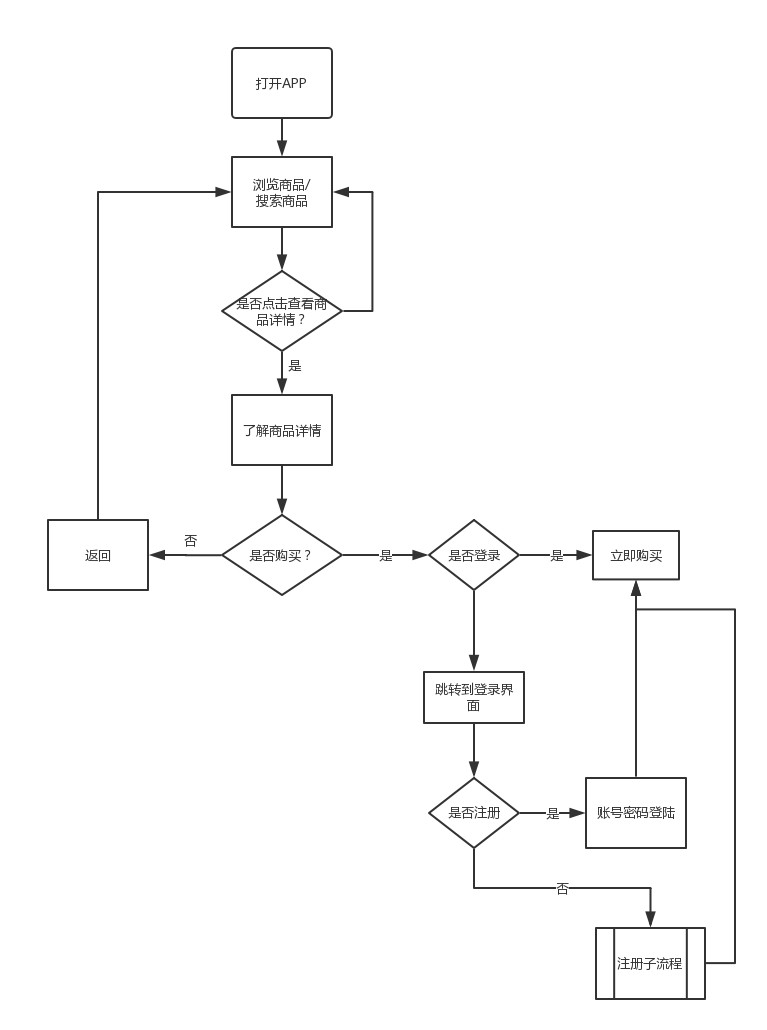 打开APP
浏览商品/
搜索商品
是否点击查看商
品详情？
是
了解商品详情
否
返回
是否购买？
是
是否登录
是
立即购买
跳转到登录界
面
是否注册
是
账号密码登陆
否
注册子流程